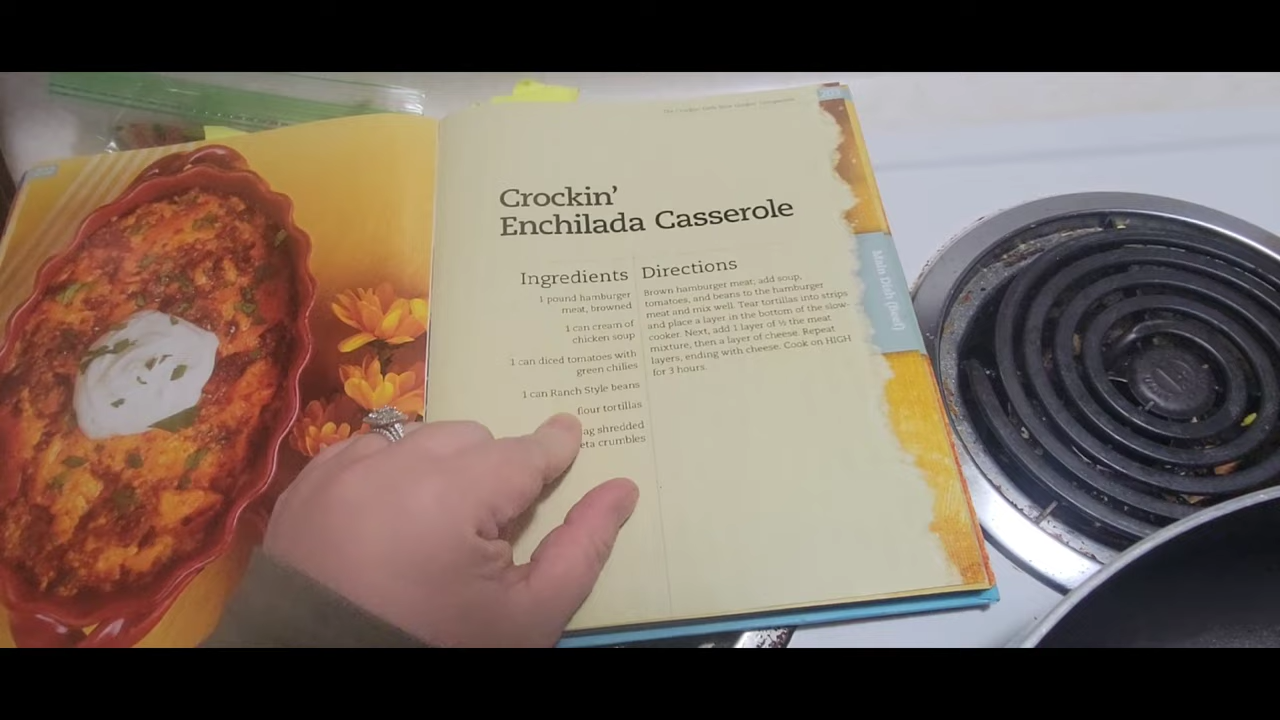 Crockin'
Enchilada Casserole
Ingredients
1 pound hamburger
meat, browned
1 can cream of
chicken soup
1 can diced tomatoes with
green chilies
1 can Ranch Style beans
flour tortillas
shredded
crumbles
Directions
Brown hamburger meat; add soup,
tomatoes, and beans to the hamburger
meat and mix well. Tear tortillas into strips
and place a layer in the bottom of the slow-
cooker. Next, add 1 layer of ½ the meat
mixture, then a layer of cheese. Repeat
layers, ending with cheese. Cook on HIGH
for 3 hours.
Main Dish (Beef)